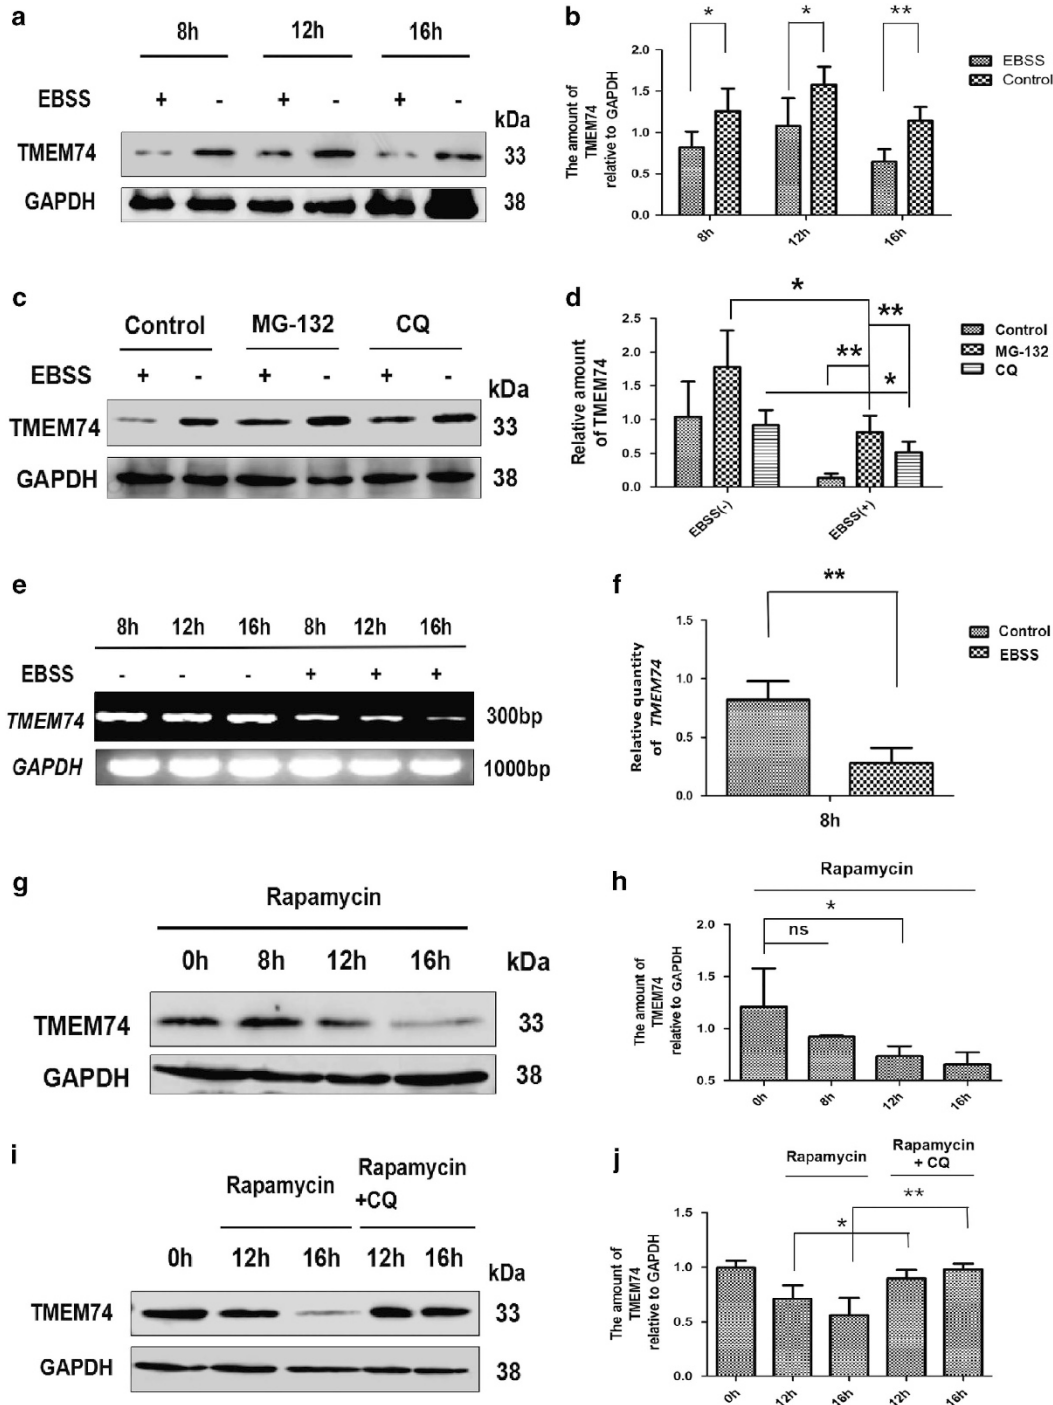 a
8h 12h 16h
EBSS + - + - + -
kDa
TMEM74 33
GAPDH 38
b
* * **
The amount of
TMEM74
relative to GAPDH
2.0
1.5
1.0
0.5
0.0
8h 12h 16h
EBSS
Control
c
Control MG-132 CQ
EBSS + - + - + -
kDa
TMEM74 33
GAPDH 38
d
* ** ** *
Relative amount
of TMEM74
2.5
2.0
1.5
1.0
0.5
0.0
EBSS(-) EBSS(+)
Control
MG-132
CQ
e
8h 12h 16h 8h 12h 16h
EBSS - - - + + +
TMEM74 300bp
GAPDH 1000bp
f
**
Relative quantity
of TMEM74
1.5
1.0
0.5
0.0
8h
Control
EBSS
g
Rapamycin
0h 8h 12h 16h kDa
TMEM74 33
GAPDH 38
h
Rapamycin
*
ns
The amount of
TMEM74
relative to GAPDH
2.0
1.5
1.0
0.5
0h 8h 12h 16h
i
Rapamycin
Rapamycin
+CQ
0h 12h 16h 12h 16h
kDa
TMEM74 33
GAPDH 38
j
Rapamycin
Rapamycin
+ CQ
* **
The amount of
TMEM74
relative to GAPDH
1.5
1.0
0.5
0.0
0h 12h 16h 12h 16h